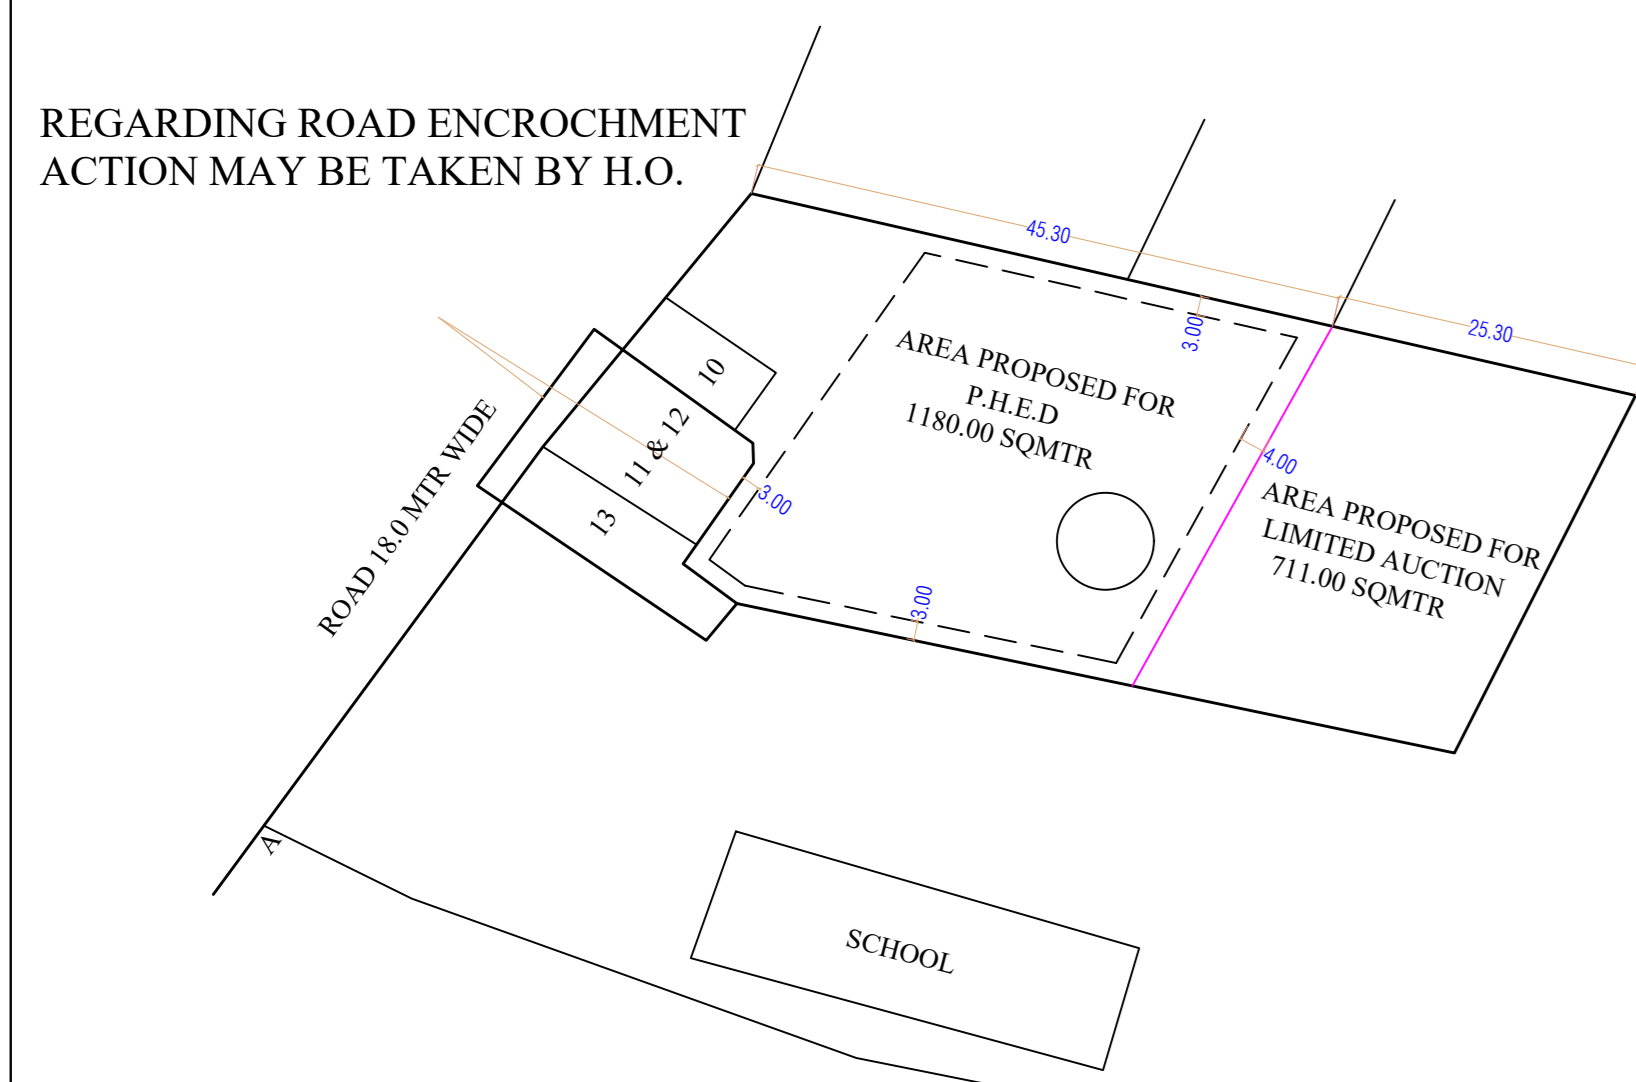 REGARDING ROAD ENCROCHMENT
ACTION MAY BE TAKEN BY H.O.
45.30
25.30
3.00
AREA PROPOSED FOR
P.H.E.D
1180.00 SQMTR
10
11 & 12
13
3.00
4.00
ROAD 18.0 MTR WIDE
AREA PROPOSED FOR
LIMITED AUCTION
711.00 SQMTR
3.00
A
SCHOOL